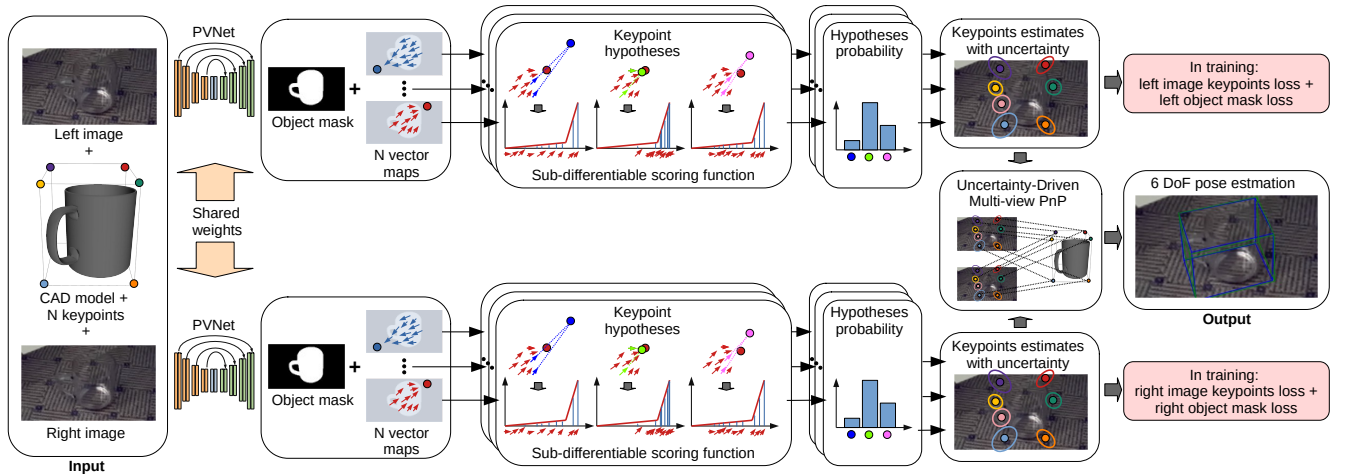 Left image
+
CAD model +
N keypoints
+
Right image
Input
PVNet
Shared
weights
PVNet
Object mask
+
N vector
maps
Keypoint
hypotheses
Sub-differentiable scoring function
Hypotheses
probability
Keypoints estimates
with uncertainty
In training:
left image keypoints loss +
left object mask loss
Uncertainty-Driven
Multi-view PnP
6 DoF pose estmation
Output
Object mask
+
N vector
maps
Keypoint
hypotheses
Sub-differentiable scoring function
Hypotheses
probability
Keypoints estimates
with uncertainty
In training:
right image keypoints loss +
right object mask loss